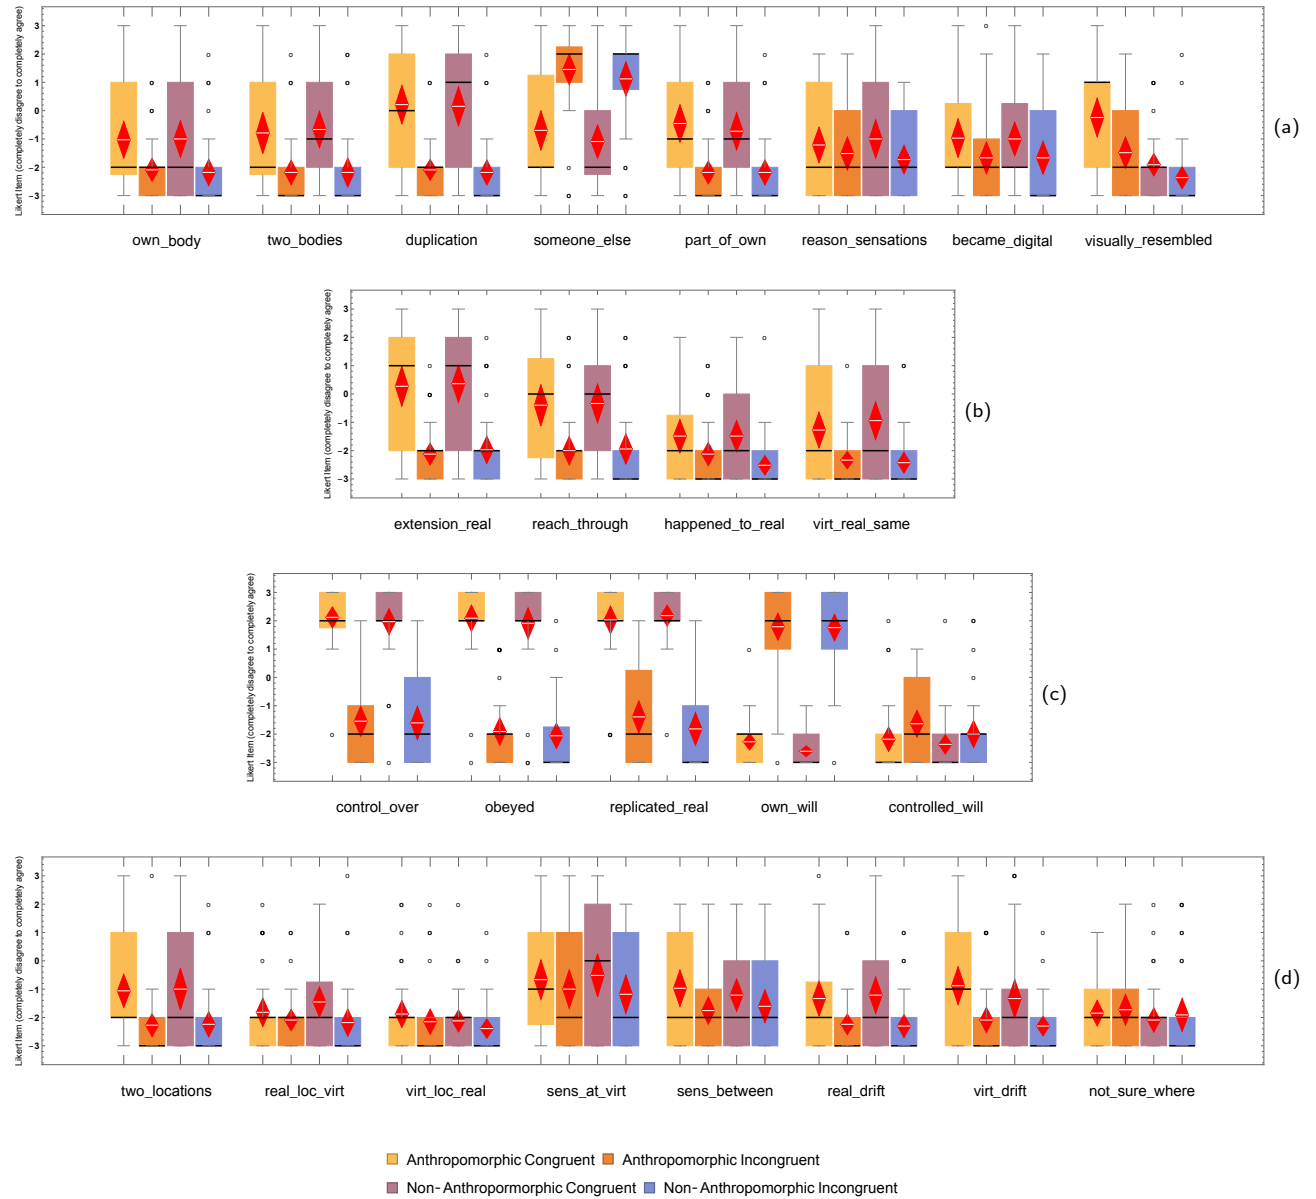 Likert Item (completely disagree to completely agree)
3
2
1
0
-1
-2
-3
own_body two_bodies duplication someone_else part_of_own reason_sensations became_digital visually_resembled
(a)
Likert Item (completely disagree to completely agree)
3
2
1
0
-1
-2
-3
extension_real reach_through happened_to_real virt_real_same
(b)
Likert Item (completely disagree to completely agree)
3
2
1
0
-1
-2
-3
control_over obeyed replicated_real own_will controlled_will
(c)
Likert Item (completely disagree to completely agree)
3
2
1
0
-1
-2
-3
two_locations real_loc_virt virt_loc_real sens_at_virt sens_between real_drift virt_drift not_sure_where
(d)
Anthropomorphic Congruent Anthropomorphic Incongruent
Non-Anthropormorphic Congruent Non-Anthropomorphic Incongruent